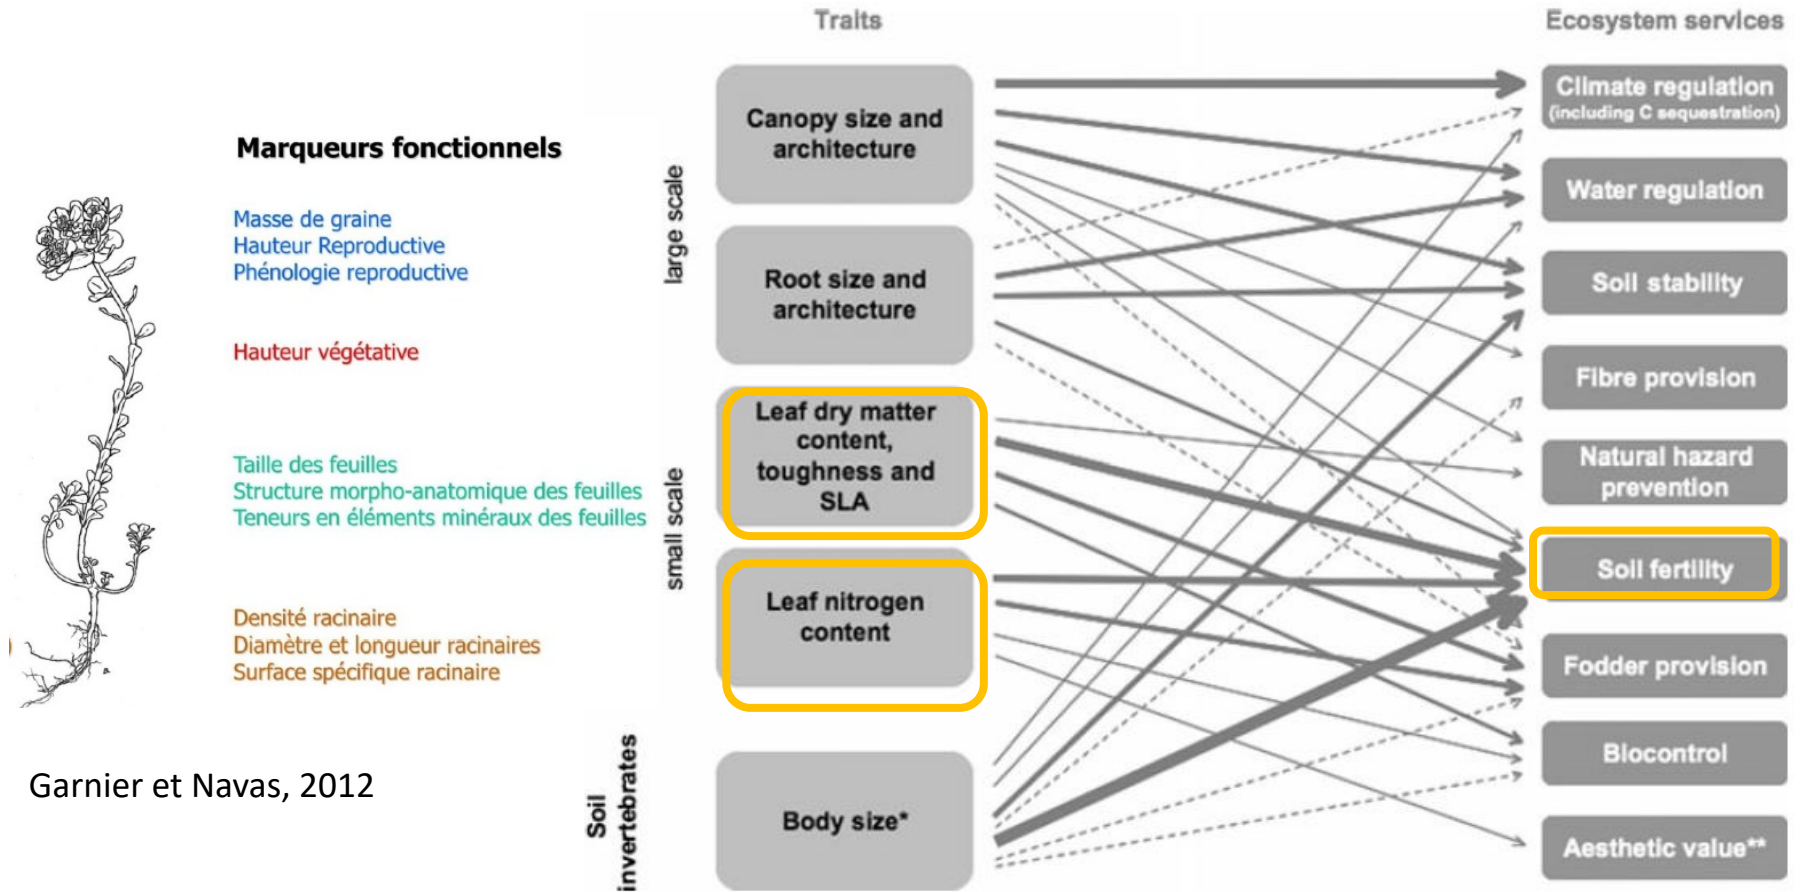 Traits
Ecosystem services
Marqueurs fonctionnels
Masse de graine
Hauteur Reproductive
Phénologie reproductive
Hauteur végétative
Taille des feuilles
Structure morpho-anatomique des feuilles
Teneurs en éléments minéraux des feuilles
Densité racinaire
Diamètre et longueur racinaires
Surface spécifique racinaire
Garnier et Navas, 2012
large scale
small scale
Soil
invertebrates
Canopy size and
architecture
Root size and
architecture
Leaf dry matter
content,
toughness and
SLA
Leaf nitrogen
content
Body size*
Climate regulation
(including C sequestration)
Water regulation
Soil stability
Fibre provision
Natural hazard
prevention
Soil fertility
Fodder provision
Biocontrol
Aesthetic value**